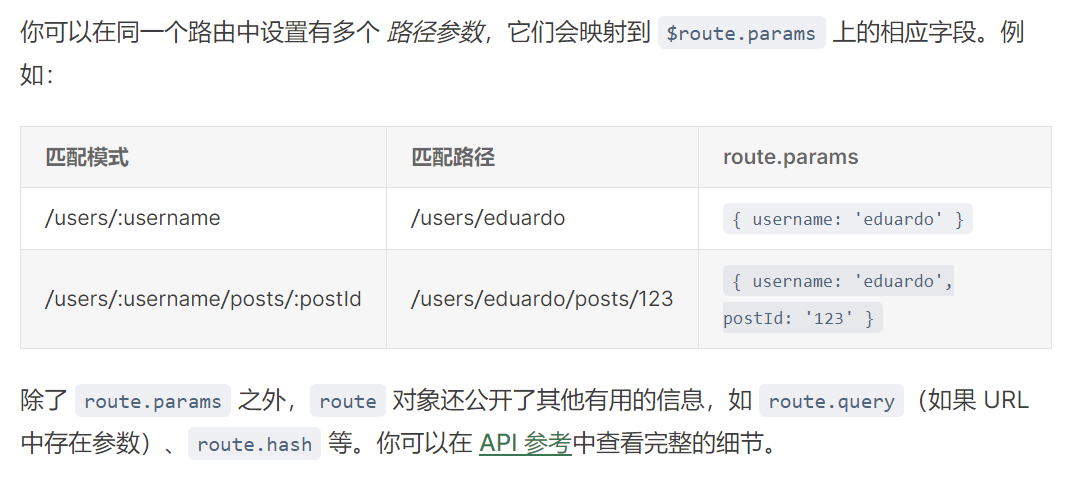 你可以在同一个路由中设置有多个 路径参数，它们会映射到 $route.params 上的相应字段。例
如：
匹配模式 匹配路径 route.params
/users/:username /users/eduardo { username: 'eduardo' }
/users/:username/posts/:postId /users/eduardo/posts/123 { username: 'eduardo',
postId: '123' }
除了 route.params 之外，route 对象还公开了其他有用的信息，如 route.query（如果 URL
中存在参数）、route.hash 等。你可以在 API 参考中查看完整的细节。